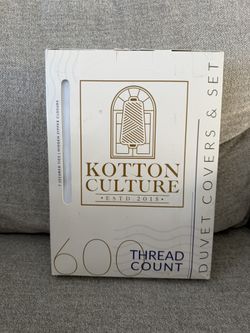 KOTTON
CULTURE
• ESTD 2015 •
600
THREAD
COUNT
DUVET COVERS & SET